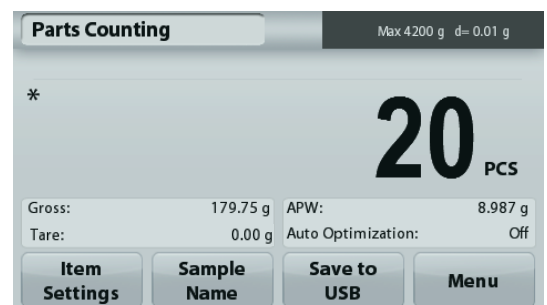 Parts Counting
Max 4200 g d= 0.01 g
*
20 PCS
Gross: 179.75 g
APW: 8.987 g
Tare: 0.00 g
Auto Optimization: Off
Item Settings
Sample Name
Save to USB
Menu